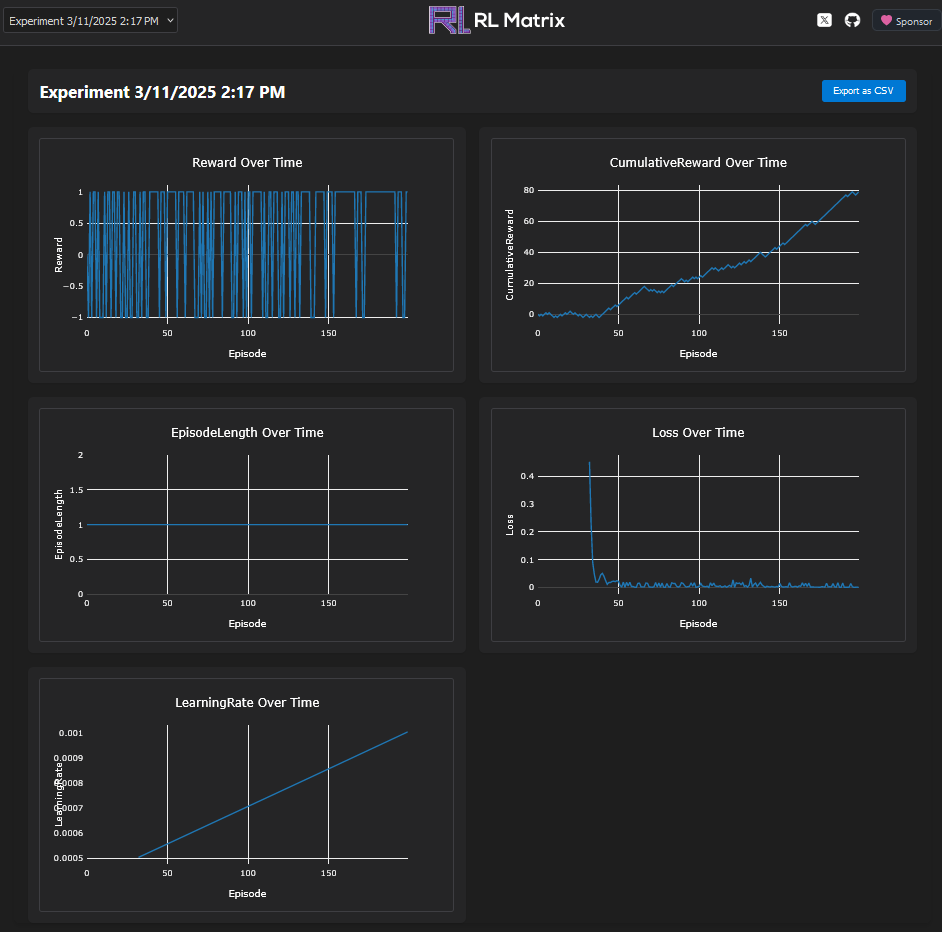 Experiment 3/11/2025 2:17 PM
RL RL Matrix
Sponsor
Experiment 3/11/2025 2:17 PM
Export as CSV
Reward Over Time
1
0.5
0
−0.5
−1
Reward
0 50 100 150
Episode
CumulativeReward Over Time
80
60
40
20
0
CumulativeReward
0 50 100 150
Episode
EpisodeLength Over Time
2
1.5
1
0.5
0
EpisodeLength
0 50 100 150
Episode
Loss Over Time
0.4
0.3
0.2
0.1
0
Loss
0 50 100 150
Episode
LearningRate Over Time
0.001
0.0009
0.0008
0.0007
0.0006
0.0005
LearningRate
0 50 100 150
Episode